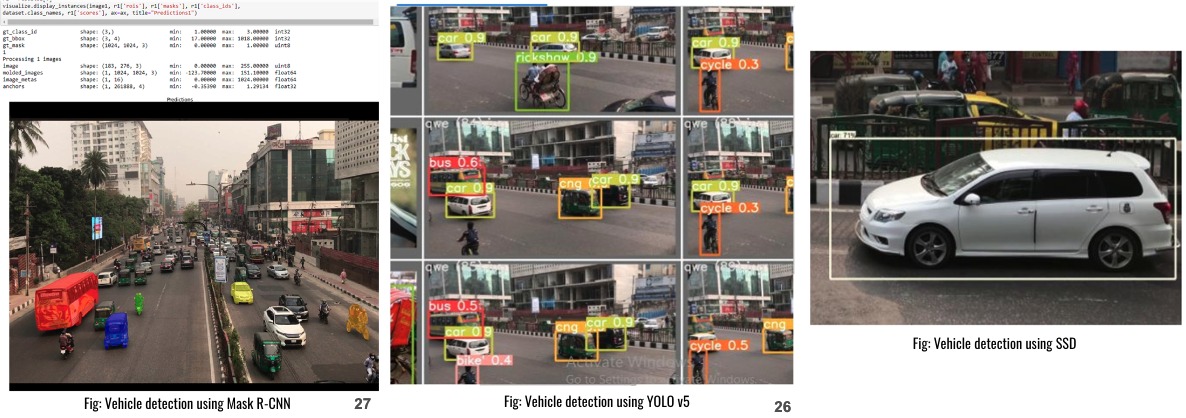 visualize.display_instances(image1, r1['rois'], r1['masks'], r1['class_ids'],
dataset.class_names, r1['scores'], ax=ax, title="Predictions1")
gt_class_id shape: (3,) min: 1.00000 max: 3.00000 int32
gt_bbox shape: (3, 4) min: 17.00000 max: 1018.00000 int32
gt_mask shape: (1024, 1024, 3) min: 0.00000 max: 1.00000 uint8
1
Processing 1 images
image shape: (183, 276, 3) min: 0.00000 max: 255.00000 uint8
molded_images shape: (1, 1024, 1024, 3) min: -123.70000 max: 151.10000 float64
image_metas shape: (1, 16) min: 0.00000 max: 1024.00000 float64
anchors shape: (1, 261888, 4) min: -0.35390 max: 1.29134 float32
Predictions
Fig: Vehicle detection using Mask R-CNN
27
car 0.9
car 0.9
rickshaw 0.9
car 0.9
cycle 0.3
qwe
qwe
bus 0.6
car 0.9
cng
car 0.9
car 0.9
cycle 0.3
qwe
qwe
bus 0.5
car 0.9
cng
car 0.9
bike 0.4
cycle 0.5
Activate Windows
Go to Settings to activate Windows.
Fig: Vehicle detection using YOLO v5
26
car: 71%
Fig: Vehicle detection using SSD